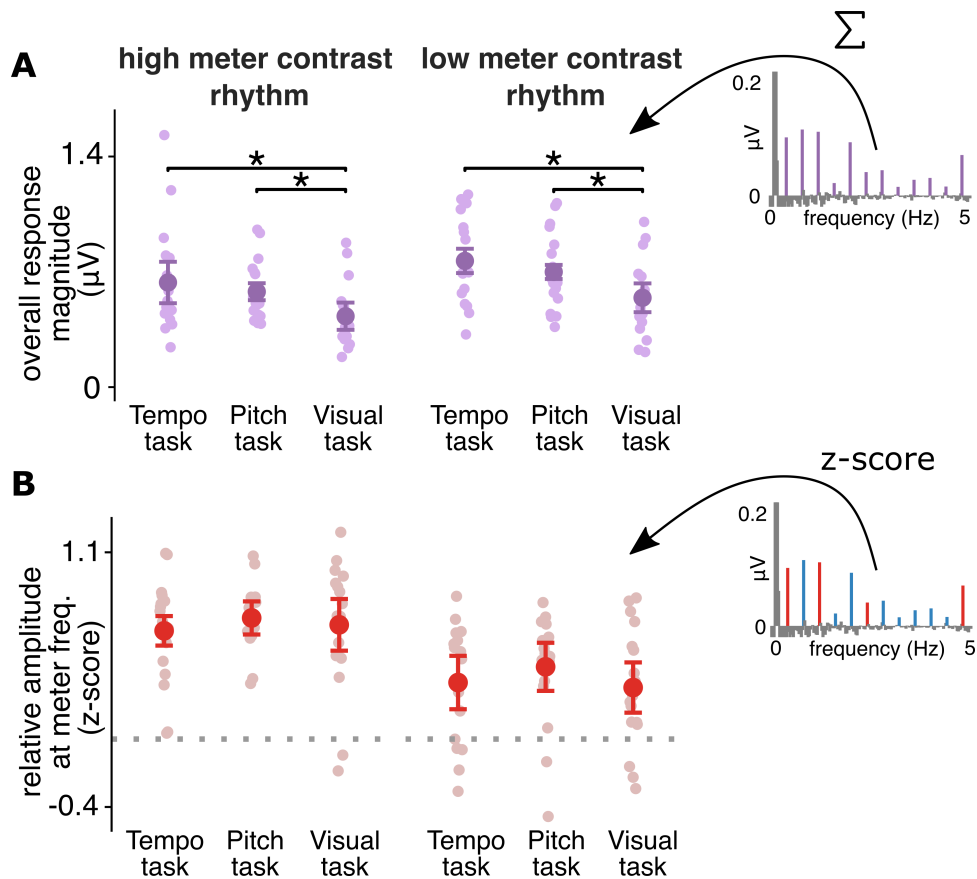 A
high meter contrast
rhythm
low meter contrast
rhythm
Σ
overall response
magnitude
(µV)
1.4
0
*
*
*
*
Tempo
task
Pitch
task
Visual
task
Tempo
task
Pitch
task
Visual
task
0.2
µV
0
0
frequency (Hz)
5
B
z-score
relative amplitude
at meter freq.
(z-score)
1.1
-0.4
Tempo
task
Pitch
task
Visual
task
Tempo
task
Pitch
task
Visual
task
0.2
µV
0
0
frequency (Hz)
5